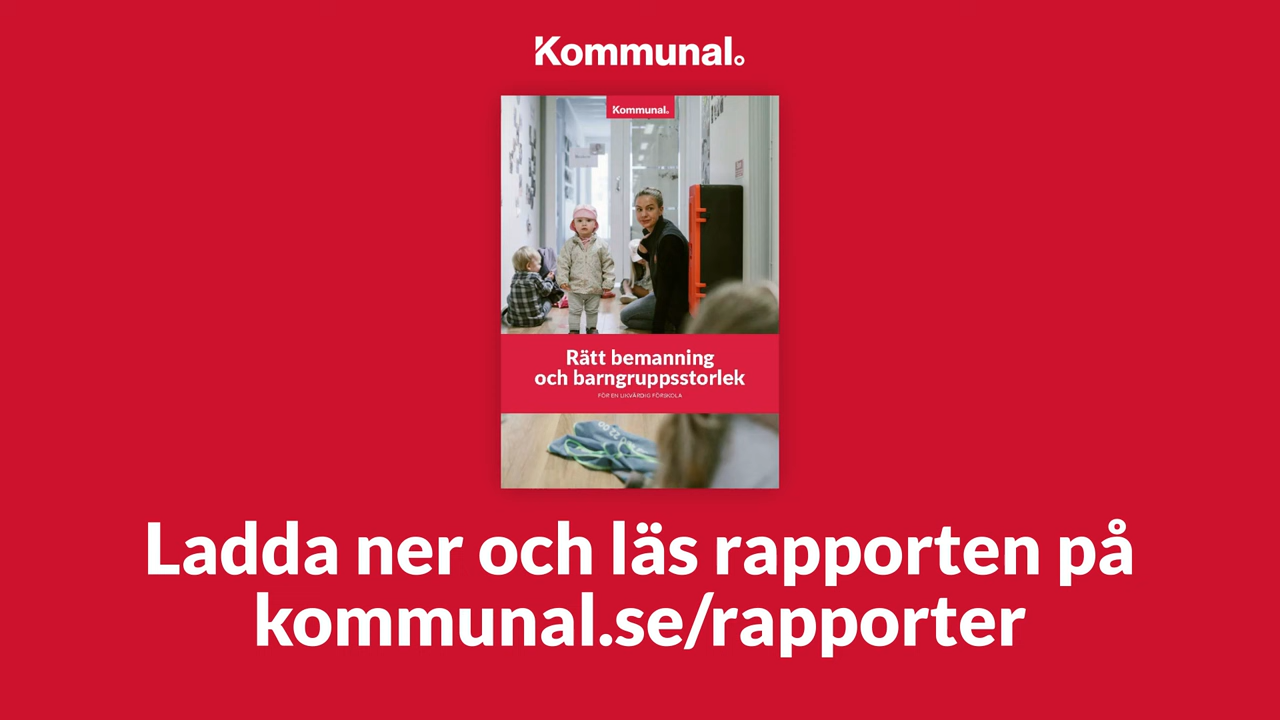 Kommunal.
Kommunal.
Rätt bemanning
och barngruppsstorlek
FÖR EN LIKVÄRDIG FÖRSKOLA
Ladda ner och läs rapporten på
kommunal.se/rapporter